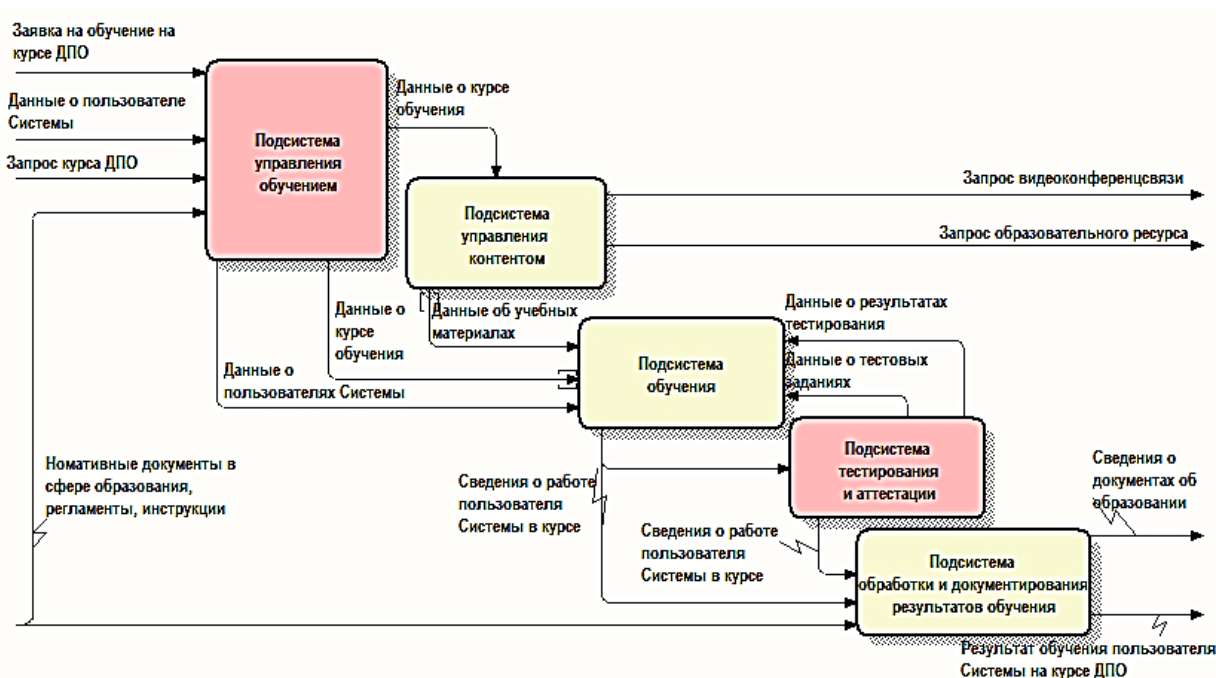 Заявка на обучение на
курсе ДПО
Данные о пользователе
Системы
Запрос курса ДПО
Подсистема
управления
обучением
Данные о курсе
обучения
Подсистема
управления
контентом
Запрос видеоконференцсвязи
Запрос образовательного ресурса
Данные о
курсе
обучения
Данные об учебных
материалах
Данные о
пользователях Системы
Подсистема
обучения
Данные о результатах
тестирования
Данные о тестовых
заданиях
Подсистема
тестирования
и аттестации
Номативные документы в
сфере образования,
регламенты, инструкции
Сведения о работе
пользователя
Системы в курсе
Сведения о работе
пользователя
Системы в курсе
Подсистема
обработки и документирования
результатов обучения
Сведения о
документах об
образовании
Результат обучения пользователя
Системы на курсе ДПО